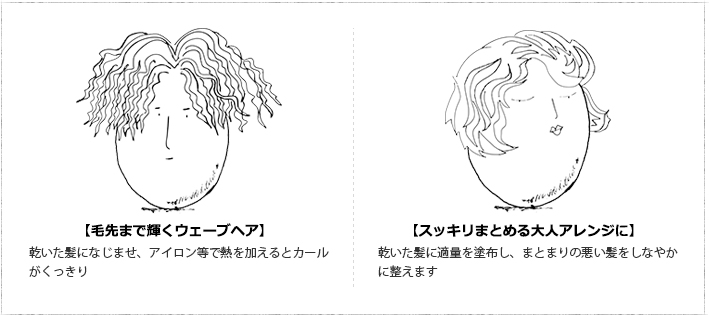 【毛先まで輝くウェーブヘア】
乾いた髪になじませ、アイロン等で熱を加えるとカール
がくっきり
【スッキリまとめる大人アレンジに】
乾いた髪に適量を塗布し、まとまりの悪い髪をしなやか
に整えます